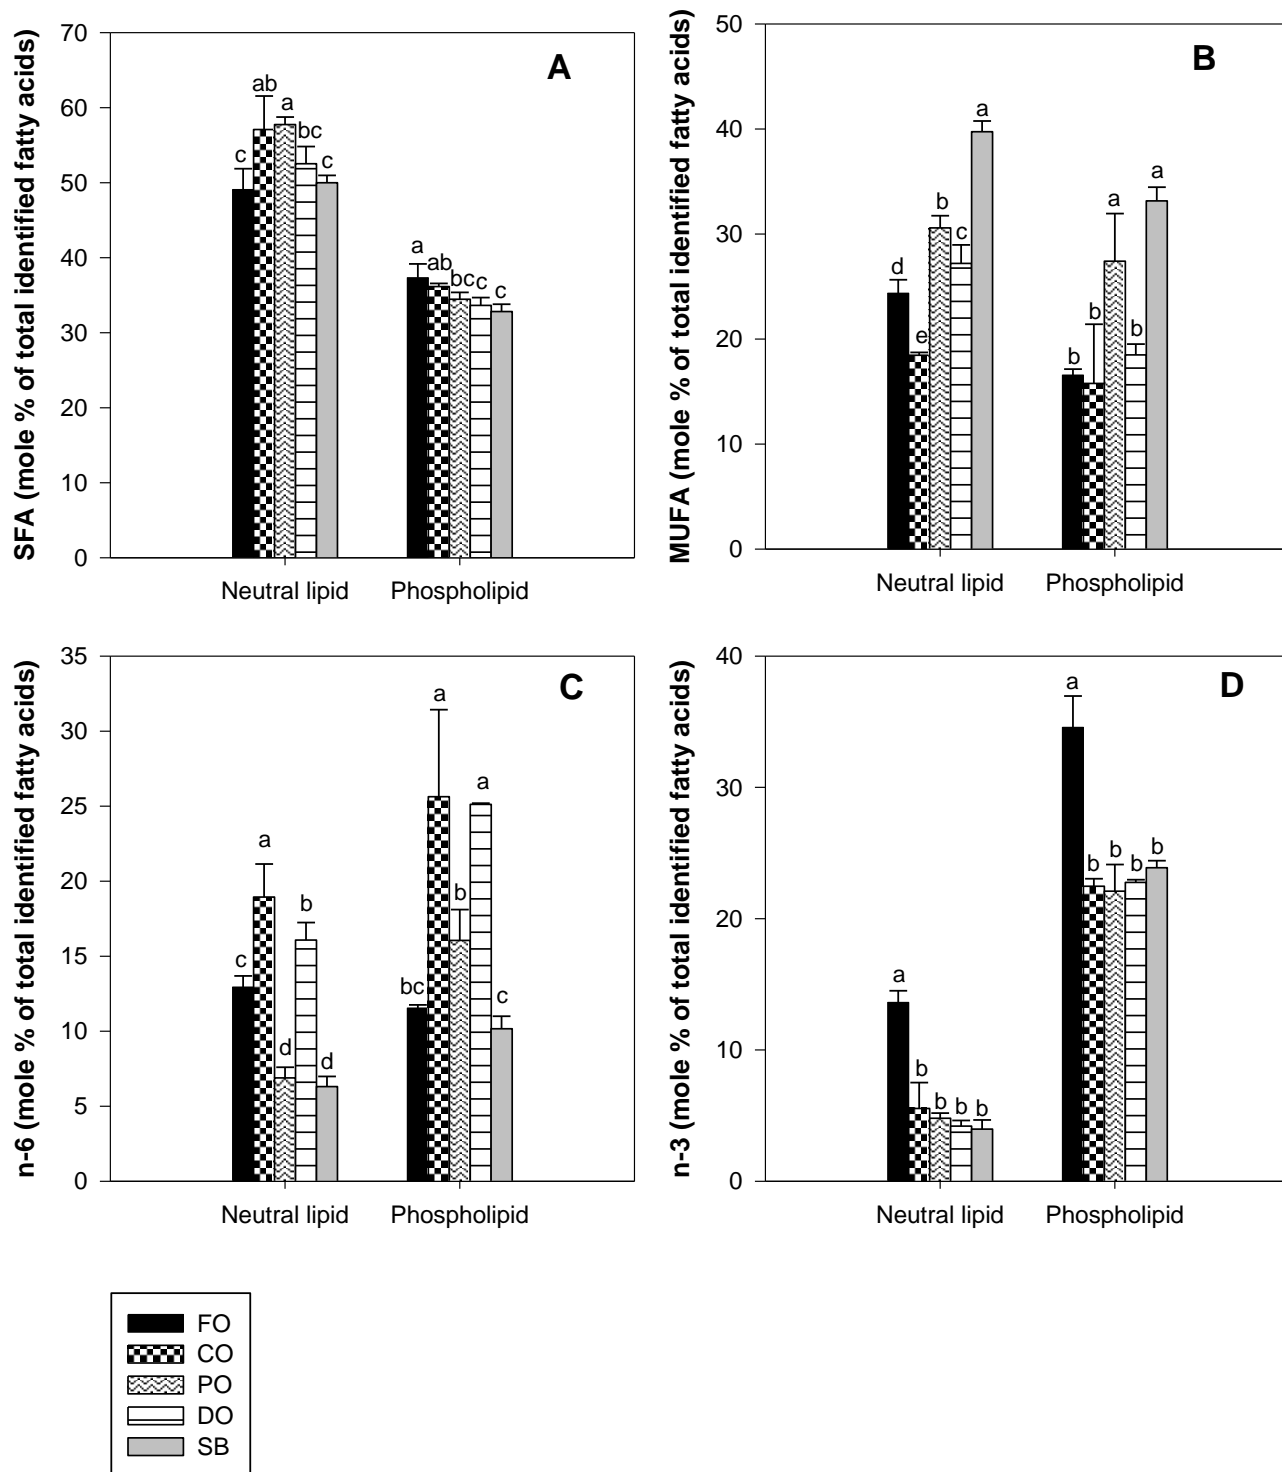 A
SFA (mole % of total identified fatty acids)
70
60
50
40
30
20
10
0
c
ab
a
bc
c
a
ab
bc
c
c
Neutral lipid
Phospholipid
B
MUFA (mole % of total identified fatty acids)
50
40
30
20
10
0
d
e
b
c
a
b
b
a
b
a
Neutral lipid
Phospholipid
C
n-6 (mole % of total identified fatty acids)
35
30
25
20
15
10
5
0
c
a
d
b
d
bc
a
b
a
c
Neutral lipid
Phospholipid
D
n-3 (mole % of total identified fatty acids)
40
30
20
10
0
a
b
b
b
b
a
b
b
b
b
Neutral lipid
Phospholipid
FO
CO
PO
DO
SB